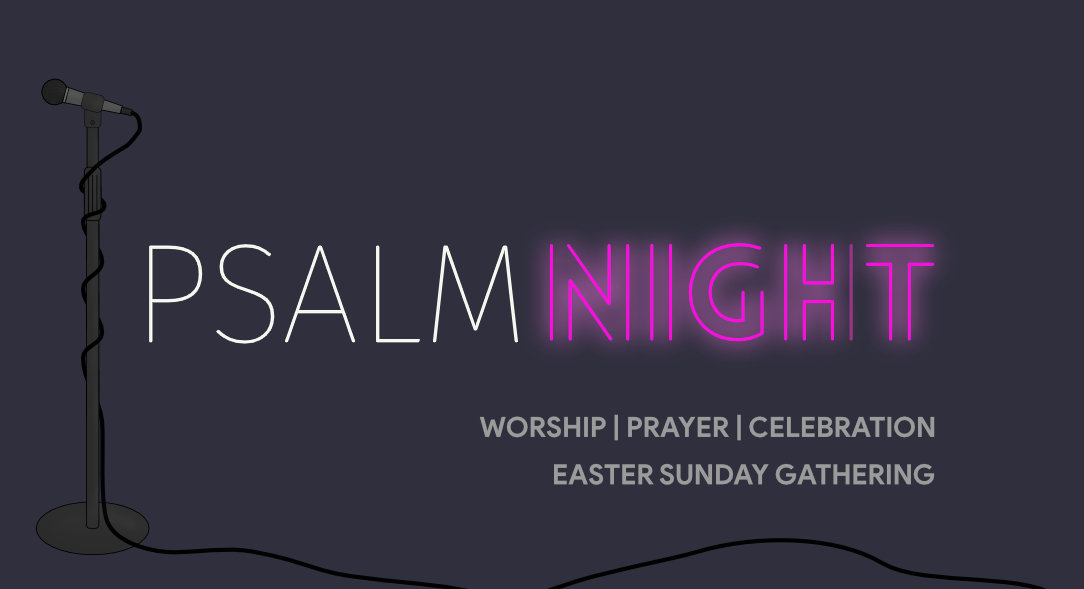 PSALM NIGHT
WORSHIP | PRAYER | CELEBRATION
EASTER SUNDAY GATHERING